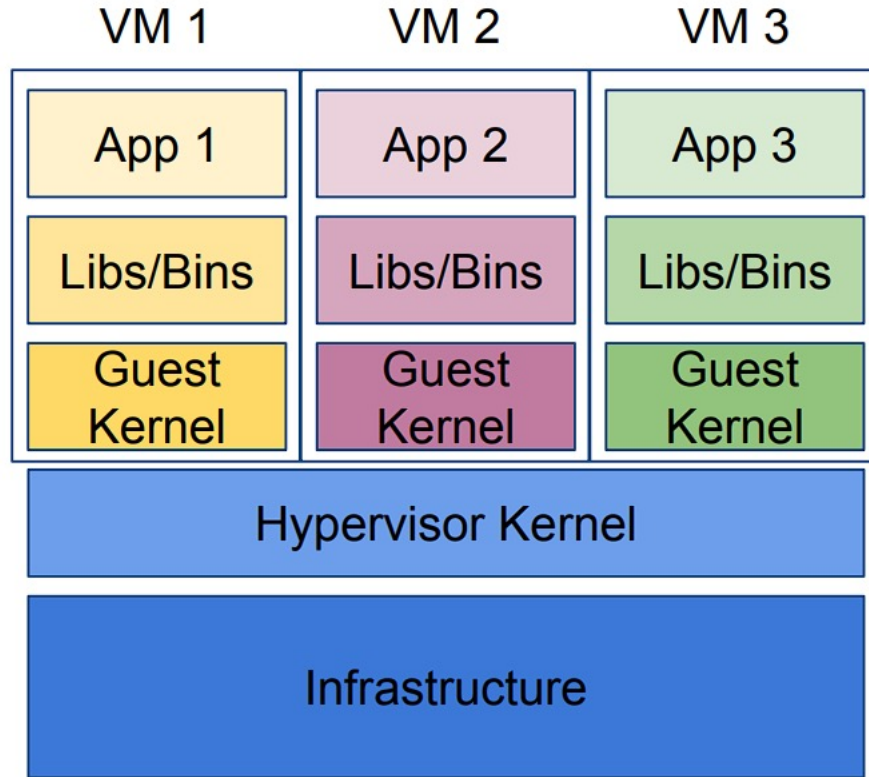 VM 1
VM 2
VM 3
App 1
App 2
App 3
Libs/Bins
Libs/Bins
Libs/Bins
Guest
Kernel
Guest
Kernel
Guest
Kernel
Hypervisor Kernel
Infrastructure